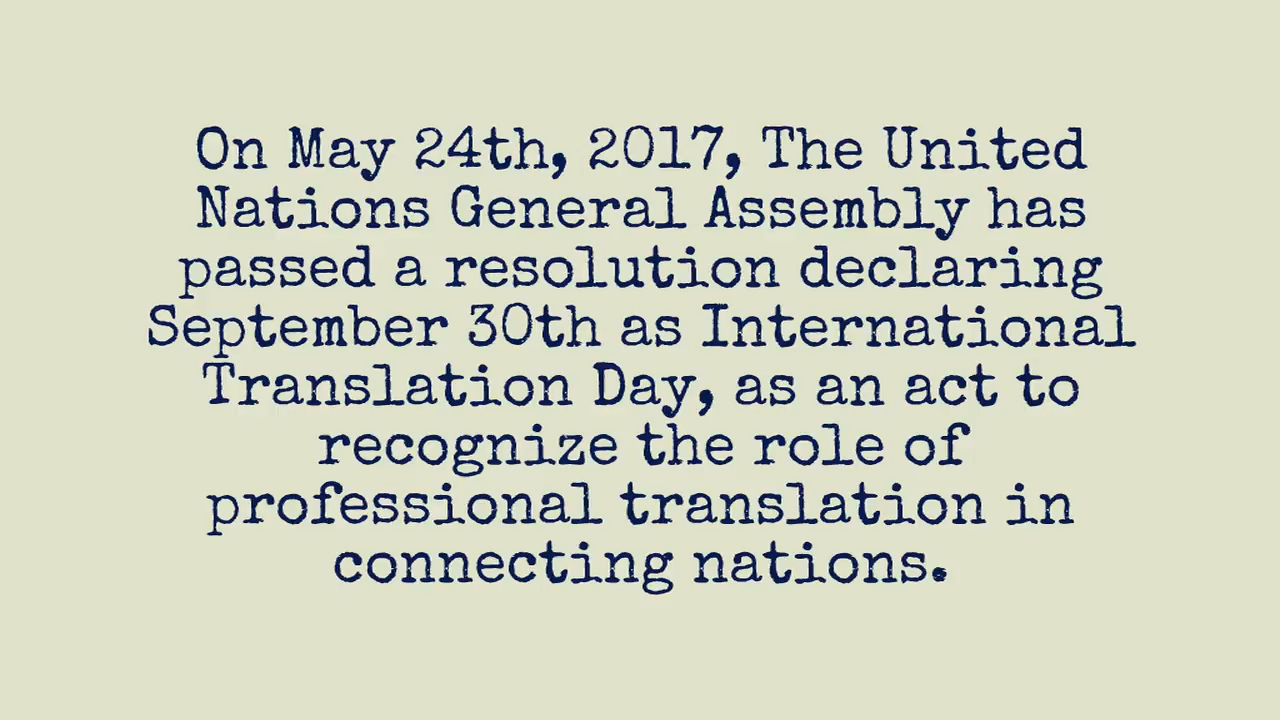 On May 24th, 2017, The United
Nations General Assembly has
passed a resolution declaring
September 30th as International
Translation Day, as an act to
recognize the role of
professional translation in
connecting nations.